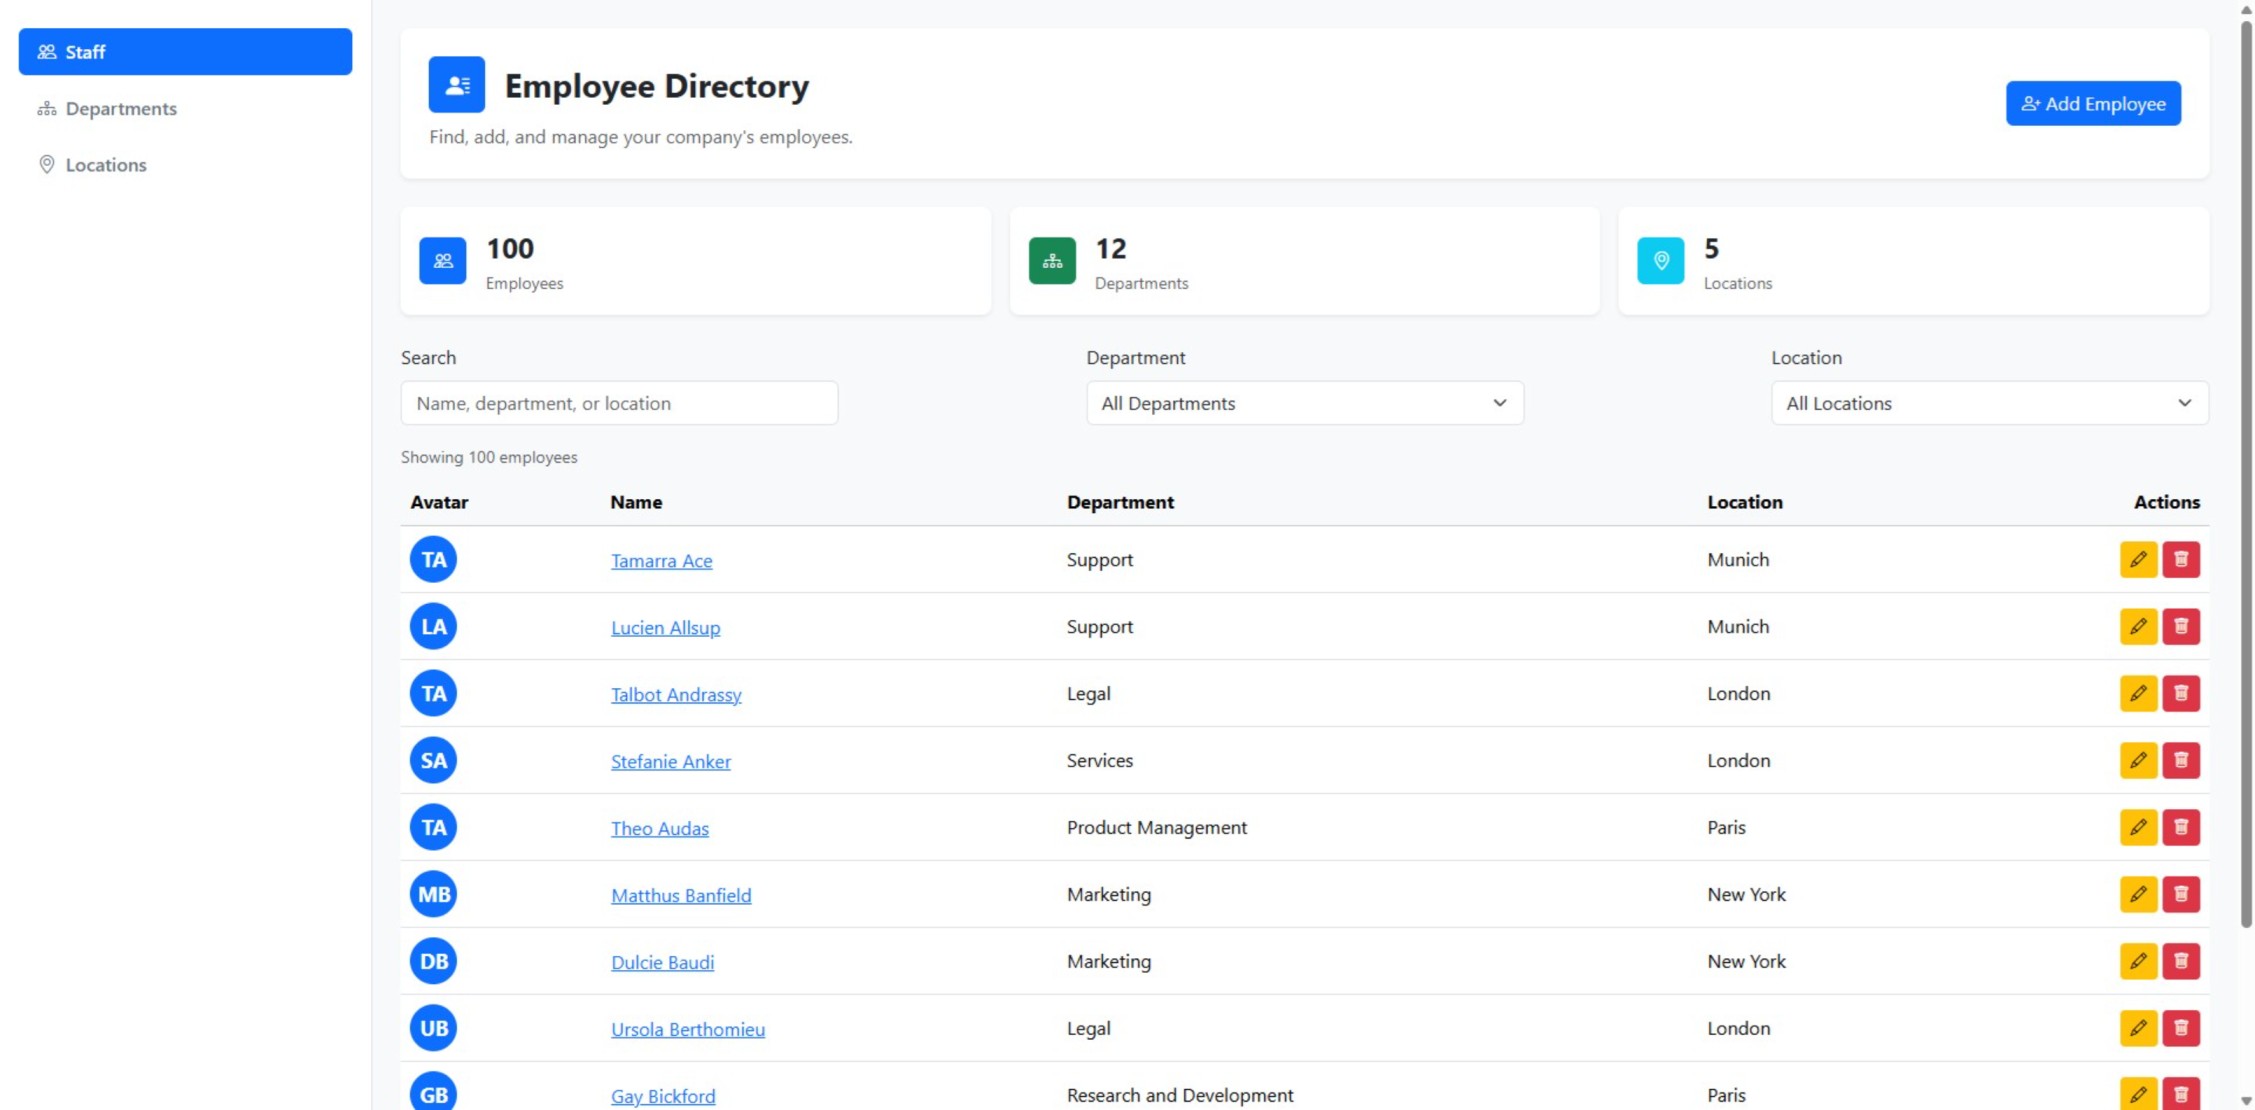 Staff
Departments
Locations
Employee Directory
Find, add, and manage your company's employees.
Add Employee
100
Employees
12
Departments
5
Locations
Search
Department
Location
Name, department, or location
All Departments
All Locations
Showing 100 employees
Avatar Name Department Location Actions
TA Tamarra Ace Support Munich
LA Lucien Allsup Support Munich
TA Talbot Andrassy Legal London
SA Stefanie Anker Services London
TA Theo Audas Product Management Paris
MB Matthus Banfield Marketing New York
DB Dulcie Baudi Marketing New York
UB Ursola Berthomieu Legal London
GB Gay Bickford Research and Development Paris